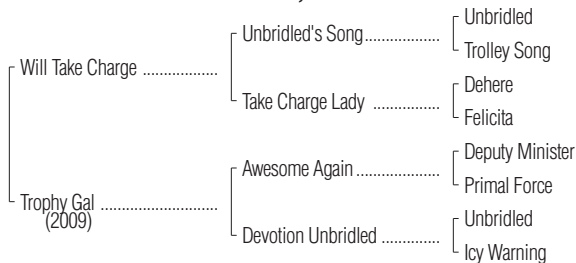 Unbridled
Unbridled's Song.................
Trolley Song
Will Take Charge .................
Dehere
Take Charge Lady ...............
Felicita
Deputy Minister
Awesome Again ...................
Primal Force
Trophy Gal ..........................
(2009)
Unbridled
Devotion Unbridled ..............
Icy Warning